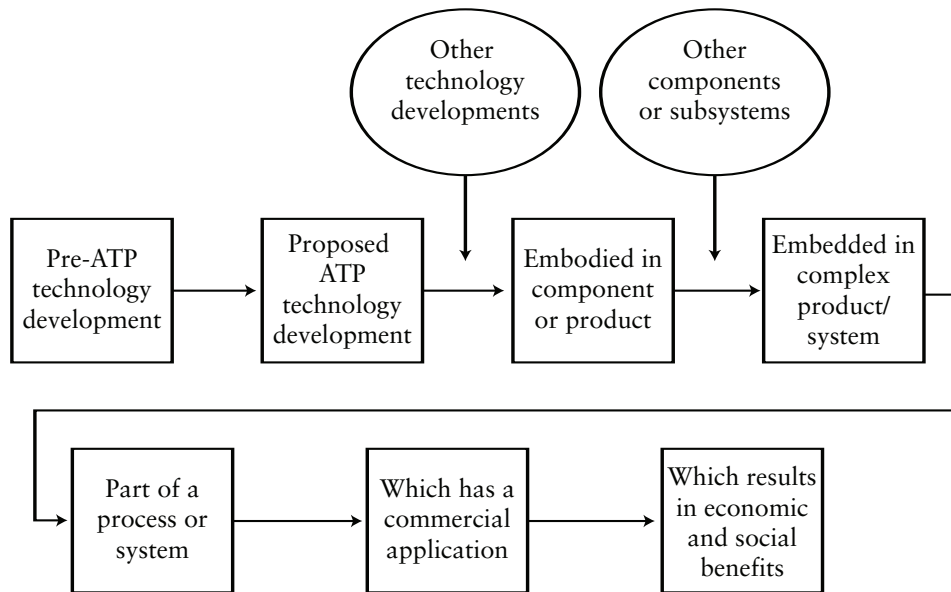 Other
technology
developments
Other
components
or subsystems
Pre-ATP
technology
development
Proposed
ATP
technology
development
Embodied in
component
or product
Embedded in
complex
product/
system
Part of a
process or
system
Which has a
commercial
application
Which results
in economic
and social
benefits